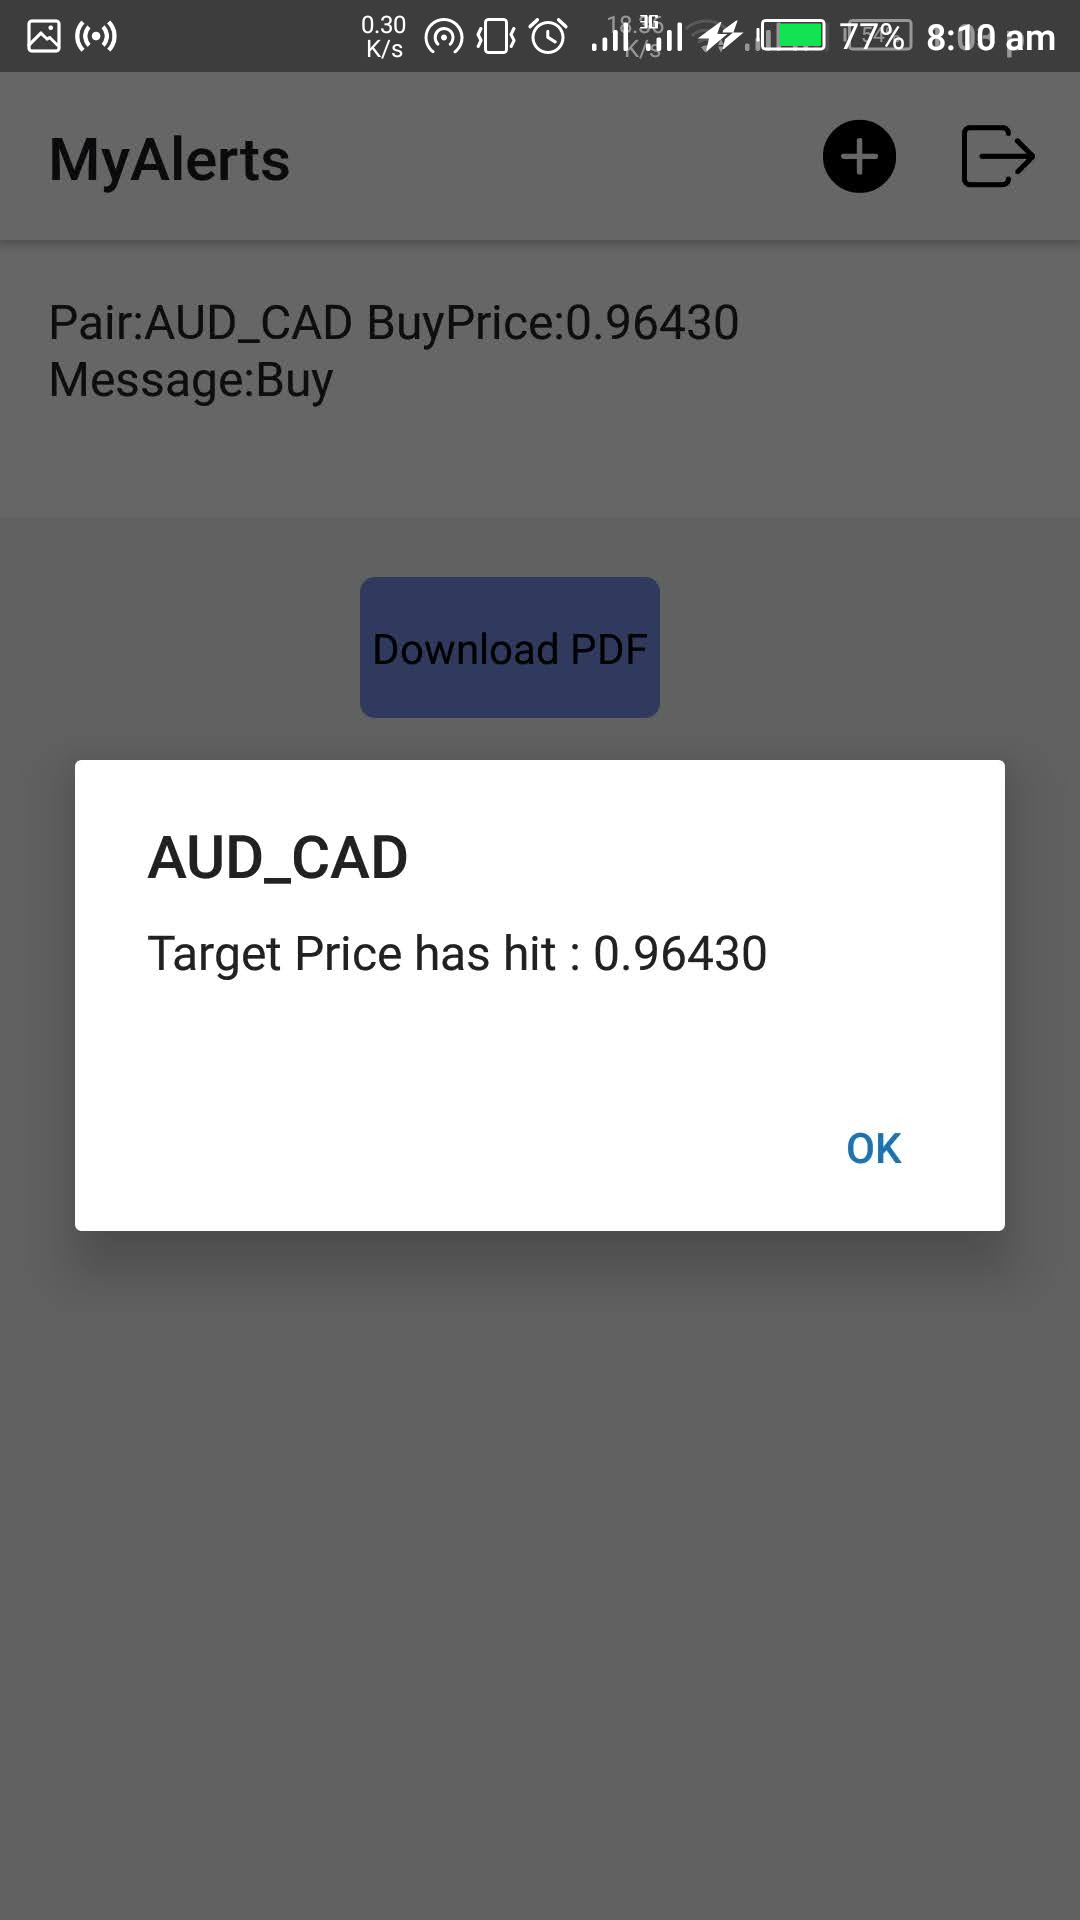 0.30
K/s
3G
77%
8:10 am
MyAlerts
Pair:AUD_CAD BuyPrice:0.96430
Message:Buy
Download PDF
AUD_CAD
Target Price has hit : 0.96430
OK